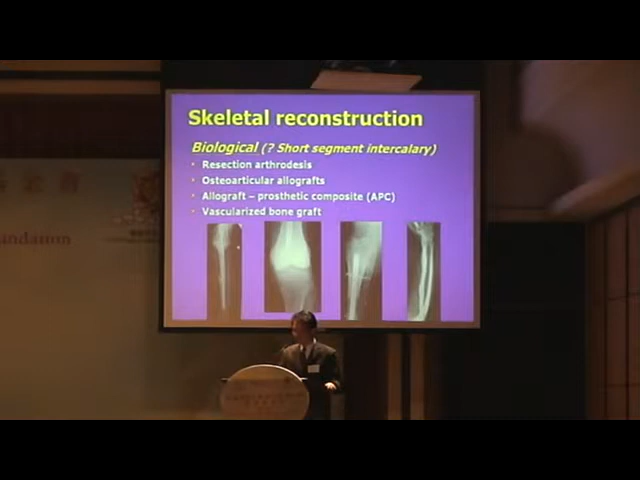 Skeletal reconstruction
Biological (? Short segment intercalary)
• Resection arthrodesis
• Osteoarticular allografts
• Allograft – prosthetic composite (APC)
• Vascularized bone graft